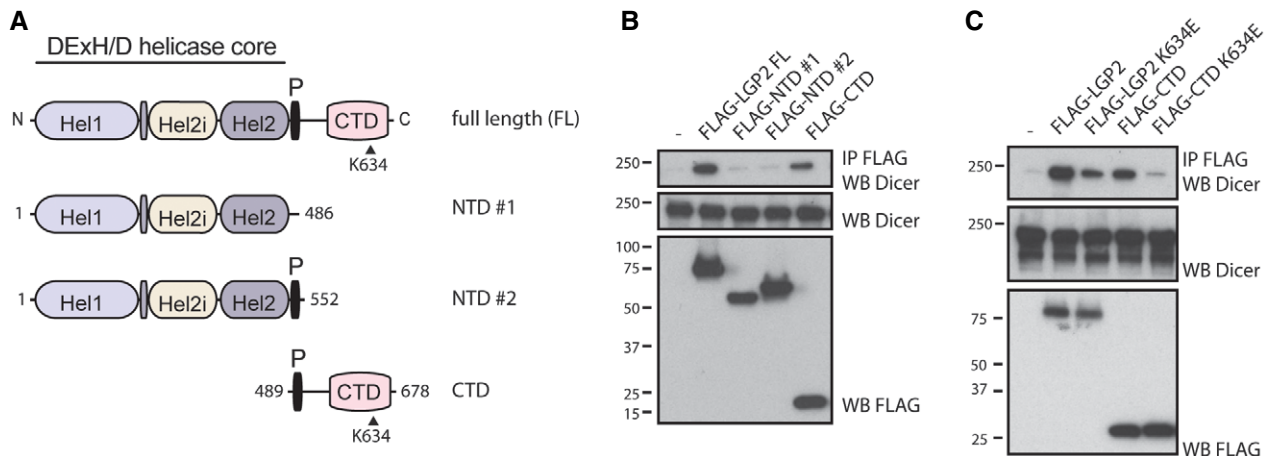 A
DExH/D helicase core
P
N Hel1 Hel2i Hel2 CTD C full length (FL)
K634
1 Hel1 Hel2i Hel2 486 NTD #1
P
1 Hel1 Hel2i Hel2 552 NTD #2
P
489 CTD 678 CTD
K634
B
- FLAG-LGP2 FL FLAG-NTD #1 FLAG-NTD #2 FLAG-CTD
250 IP FLAG
WB Dicer
250 WB Dicer
100
75
50
37
25
15 WB FLAG
C
- FLAG-LGP2 FLAG-LGP2 K634E FLAG-CTD FLAG-CTD K634E
250 IP FLAG
WB Dicer
250
WB Dicer
75
50
37
25
WB FLAG